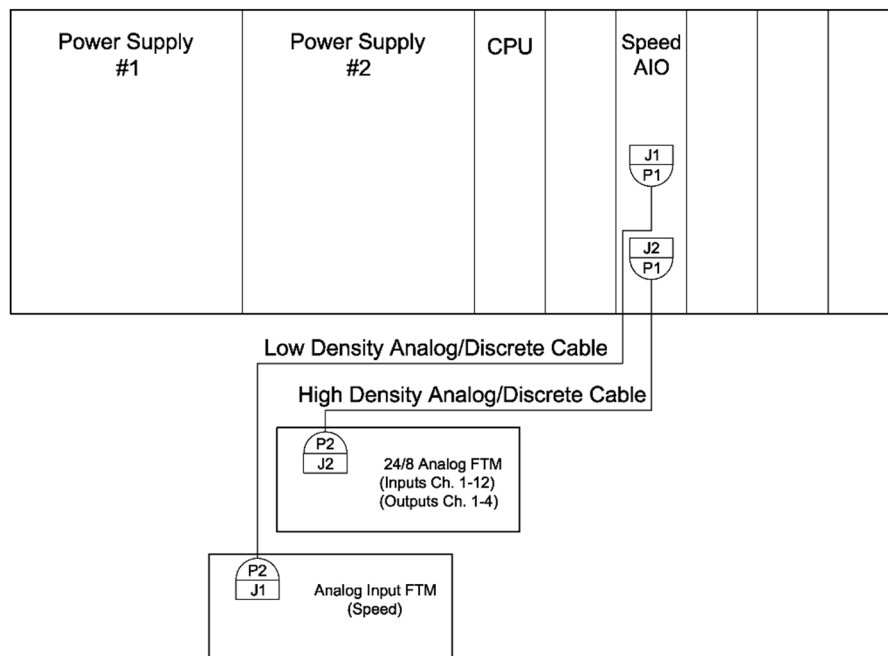 Power Supply
#1
Power Supply
#2
CPU
Speed
AIO
J1
P1
J2
P1
Low Density Analog/Discrete Cable
High Density Analog/Discrete Cable
P2
J2
24/8 Analog FTM
(Inputs Ch. 1-12)
(Outputs Ch. 1-4)
P2
J1
Analog Input FTM
(Speed)